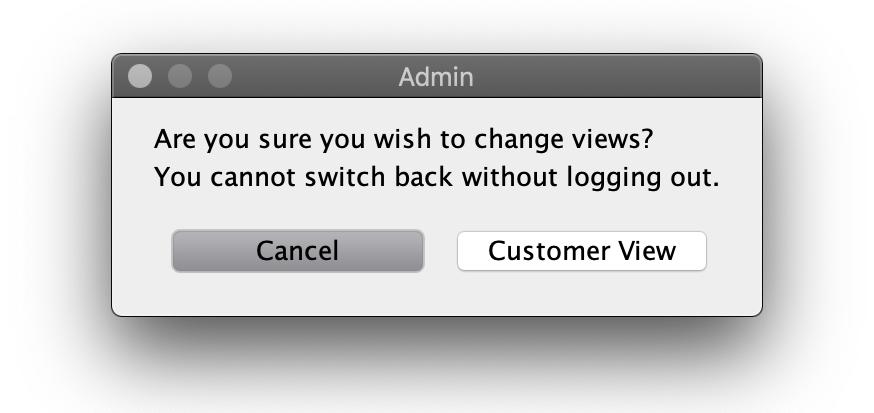 Admin
Are you sure you wish to change views?
You cannot switch back without logging out.
Cancel
Customer View